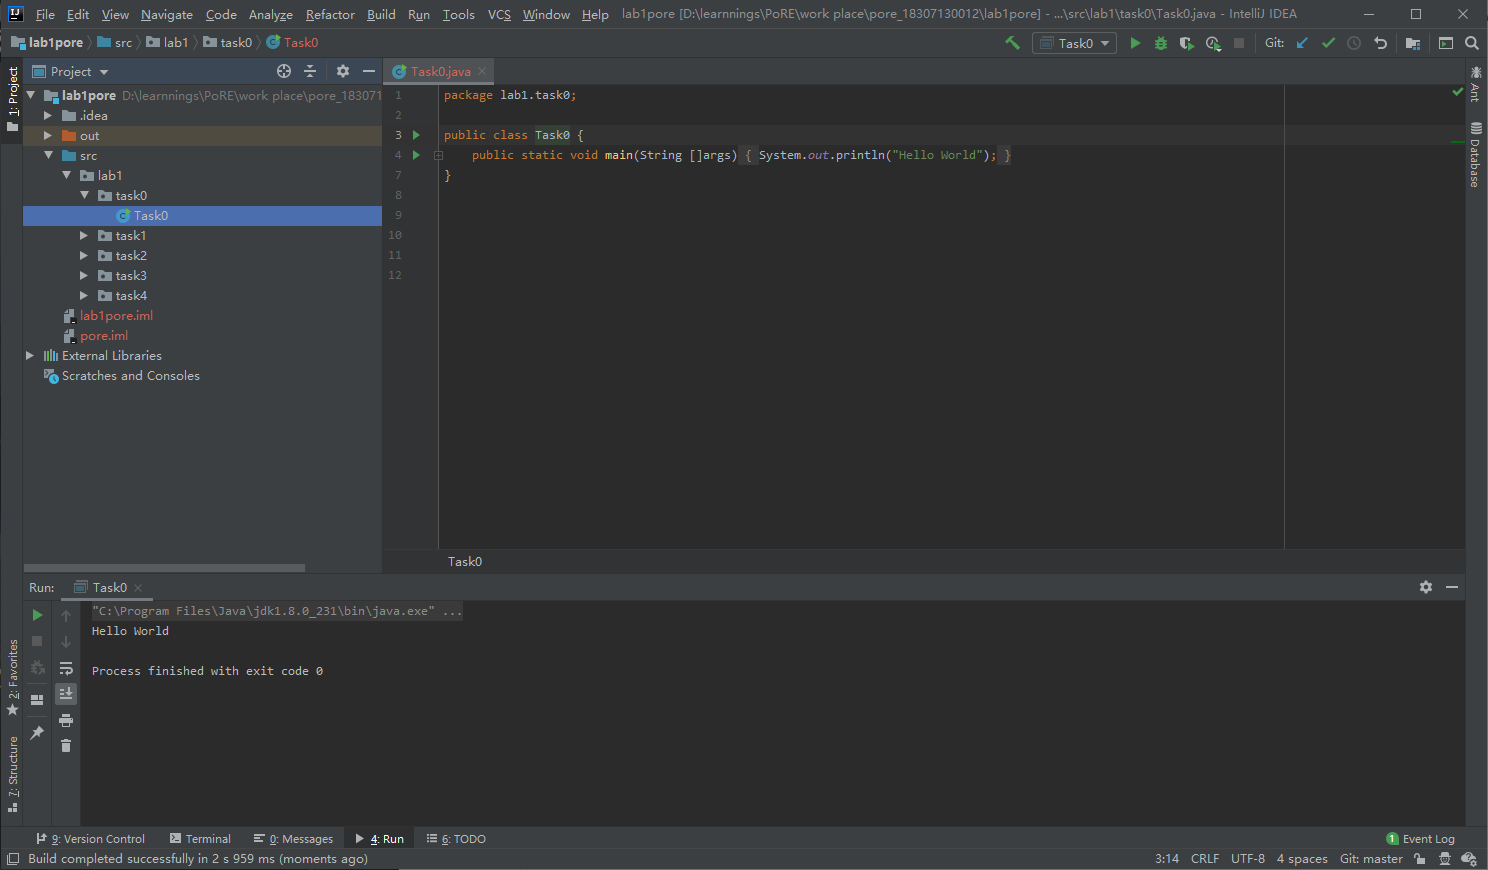 File Edit View Navigate Code Analyze Refactor Build Run Tools VCS Window Help lab1pore [D:\learnnings\PoRE\work place\pore_18307130012\lab1pore] - ...\src\lab1\task0\Task0.java - IntelliJ IDEA
lab1pore src lab1 task0 Task0 Task0 Git:
1: Project
Project
lab1pore D:\learnnings\PoRE\work place\pore_183071
.idea
out
src
lab1
task0
Task0
task1
task2
task3
task4
lab1pore.iml
pore.iml
External Libraries
Scratches and Consoles
Task0.java
1 package lab1.task0;
2
3 public class Task0 {
4 public static void main(String []args) { System.out.println("Hello World"); }
7 }
8
9
10
11
12
Task0
Ant
Database
Run: Task0
"C:\Program Files\Java\jdk1.8.0_231\bin\java.exe" ...
Hello World
Process finished with exit code 0
2: Favorites
7: Structure
9: Version Control Terminal 0: Messages 4: Run 6: TODO 1 Event Log
Build completed successfully in 2 s 959 ms (moments ago) 3:14 CRLF UTF-8 4 spaces Git: master